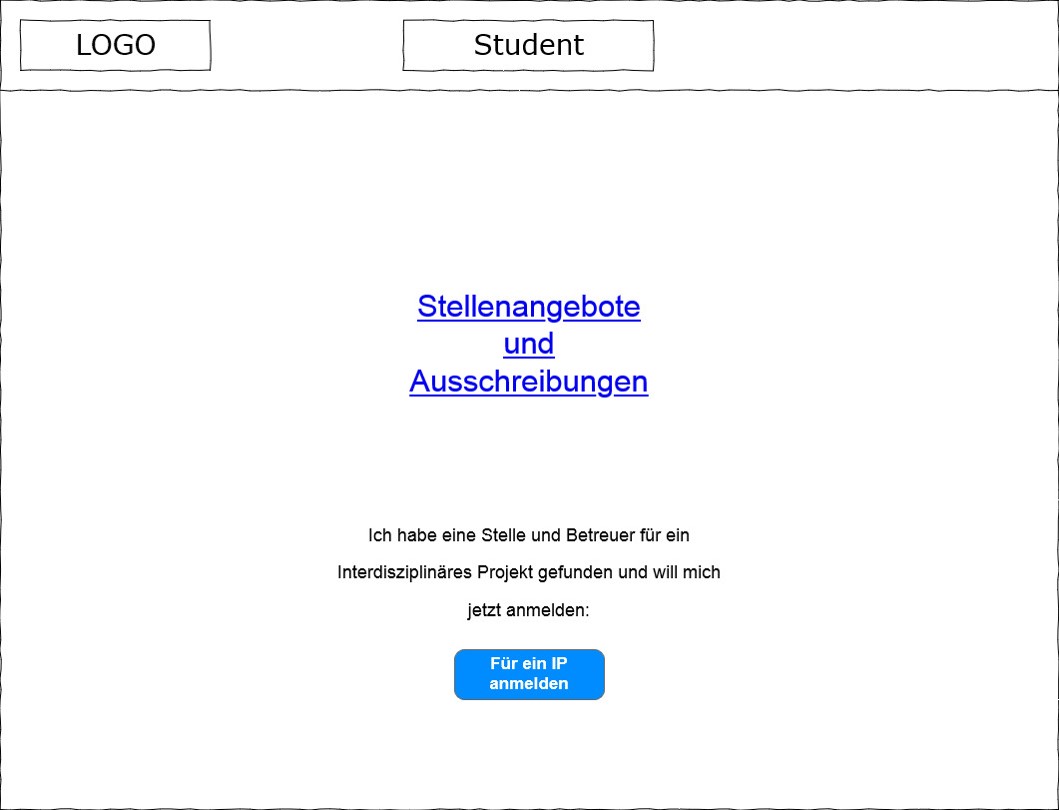 LOGO
Student
Stellenangebote
und
Ausschreibungen
Ich habe eine Stelle und Betreuer für ein
Interdisziplinäres Projekt gefunden und will mich
jetzt anmelden:
Für ein IP
anmelden